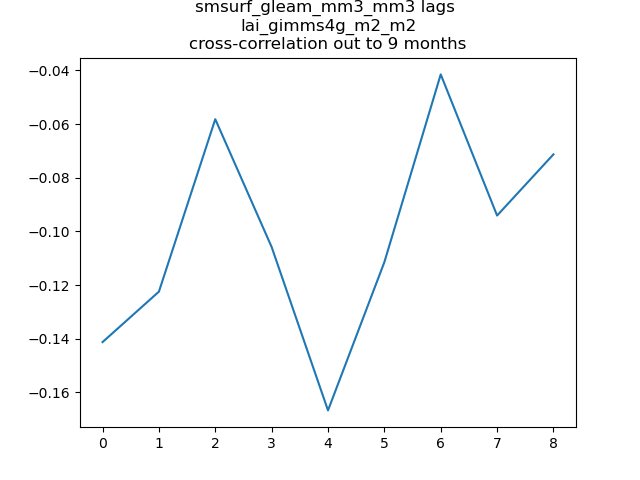 smsurf_gleam_mm3_mm3 lags
lai_gimms4g_m2_m2
cross-correlation out to 9 months
−0.04
−0.06
−0.08
−0.10
−0.12
−0.14
−0.16
0 1 2 3 4 5 6 7 8